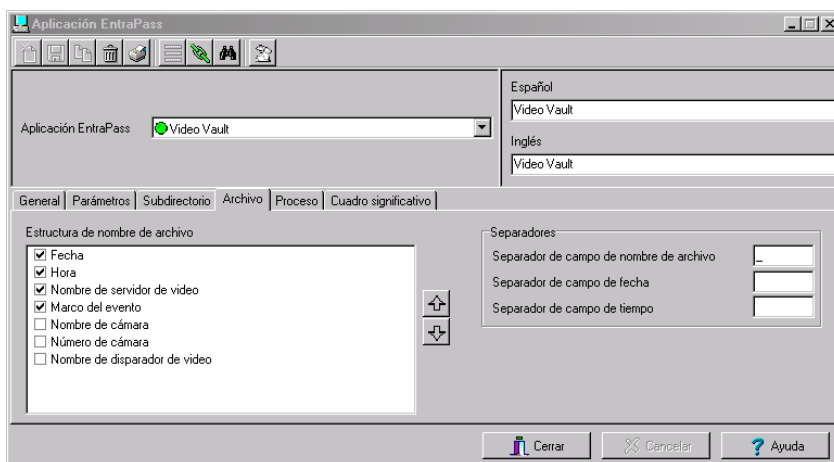 Aplicación EntraPass
Español
Video Vault
Aplicación EntraPass
Video Vault
Inglés
Video Vault
General
Parámetros
Subdirectorio
Archivo
Proceso
Cuadro significativo
Estructura de nombre de archivo
Separadores
Fecha
Separador de campo de nombre de archivo
_
Hora
Nombre de servidor de video
Separador de campo de fecha
Marco del evento
Separador de campo de tiempo
Nombre de cámara
Número de cámara
Nombre de disparador de video
Cerrar
Cancelar
? Ayuda